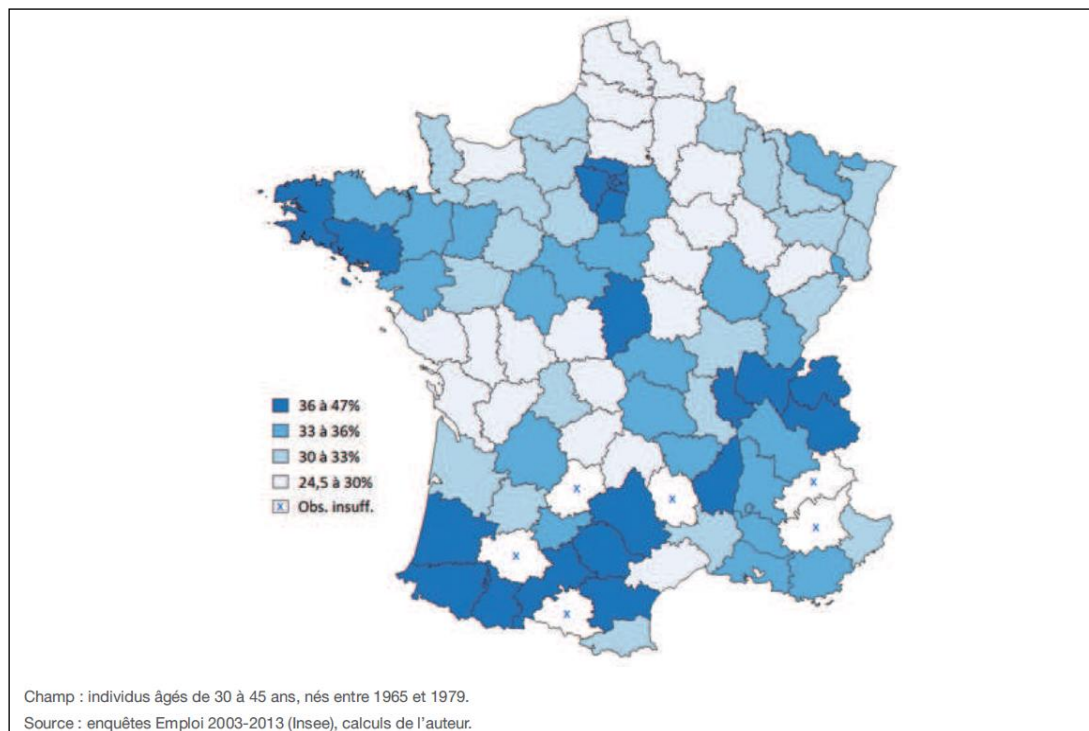 36 à 47%
33 à 36%
30 à 33%
24,5 à 30%
x Obs. insuff.
x
x
x
x
x
x
Champ : individus âgés de 30 à 45 ans, nés entre 1965 et 1979.
Source : enquêtes Emploi 2003-2013 (Insee), calculs de l'auteur.